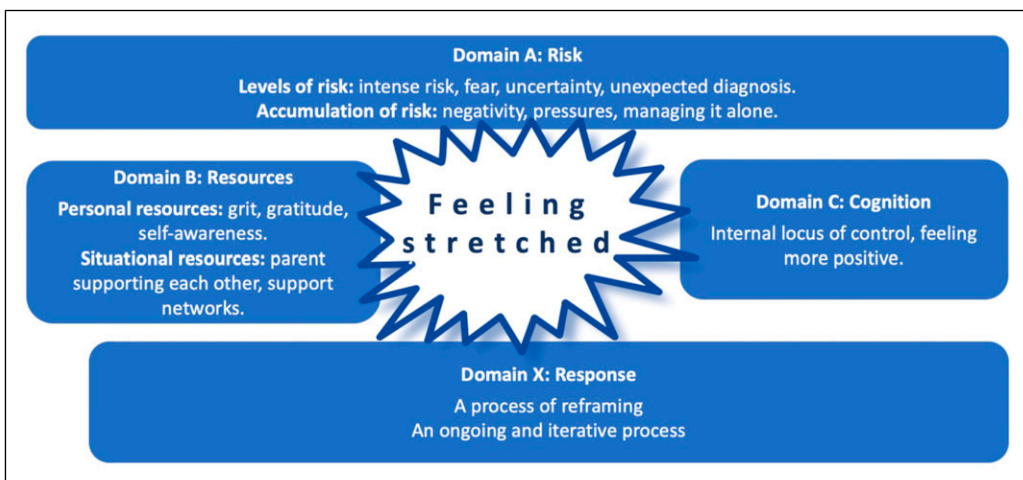 Domain A: Risk
Levels of risk: intense risk, fear, uncertainty, unexpected diagnosis.
Accumulation of risk: negativity, pressures, managing it alone.
Domain B: Resources
Personal resources: grit, gratitude,
self-awareness.
Situational resources: parent
supporting each other, support
networks.
Feeling
stretched
Domain C: Cognition
Internal locus of control, feeling
more positive.
Domain X: Response
A process of reframing
An ongoing and iterative process